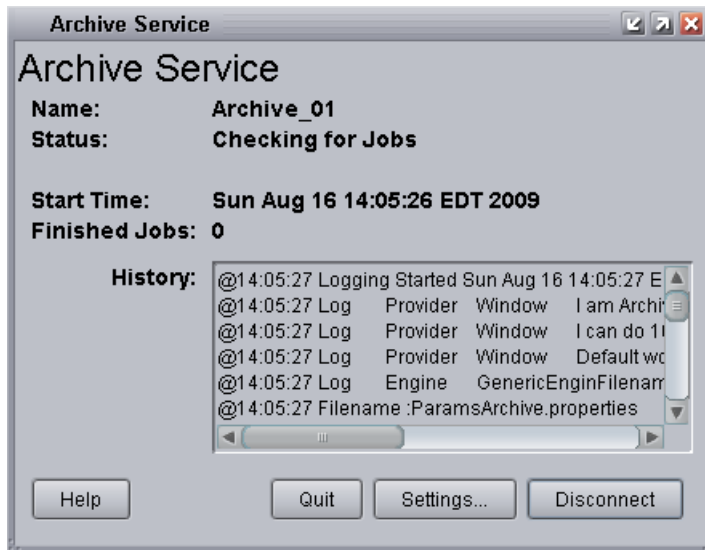 Archive Service
Archive Service
Name: Archive_01
Status: Checking for Jobs
Start Time: Sun Aug 16 14:05:26 EDT 2009
Finished Jobs: 0
History:
@14:05:27 Logging Started Sun Aug 16 14:05:27 E
@14:05:27 Log Provider Window I am Archi
@14:05:27 Log Provider Window I can do
@14:05:27 Log Provider Window Default
@14:05:27 Log Engine GenericEnginFilenam
@14:05:27 Filename :ParamsArchive.properties
Help Quit Settings... Disconnect